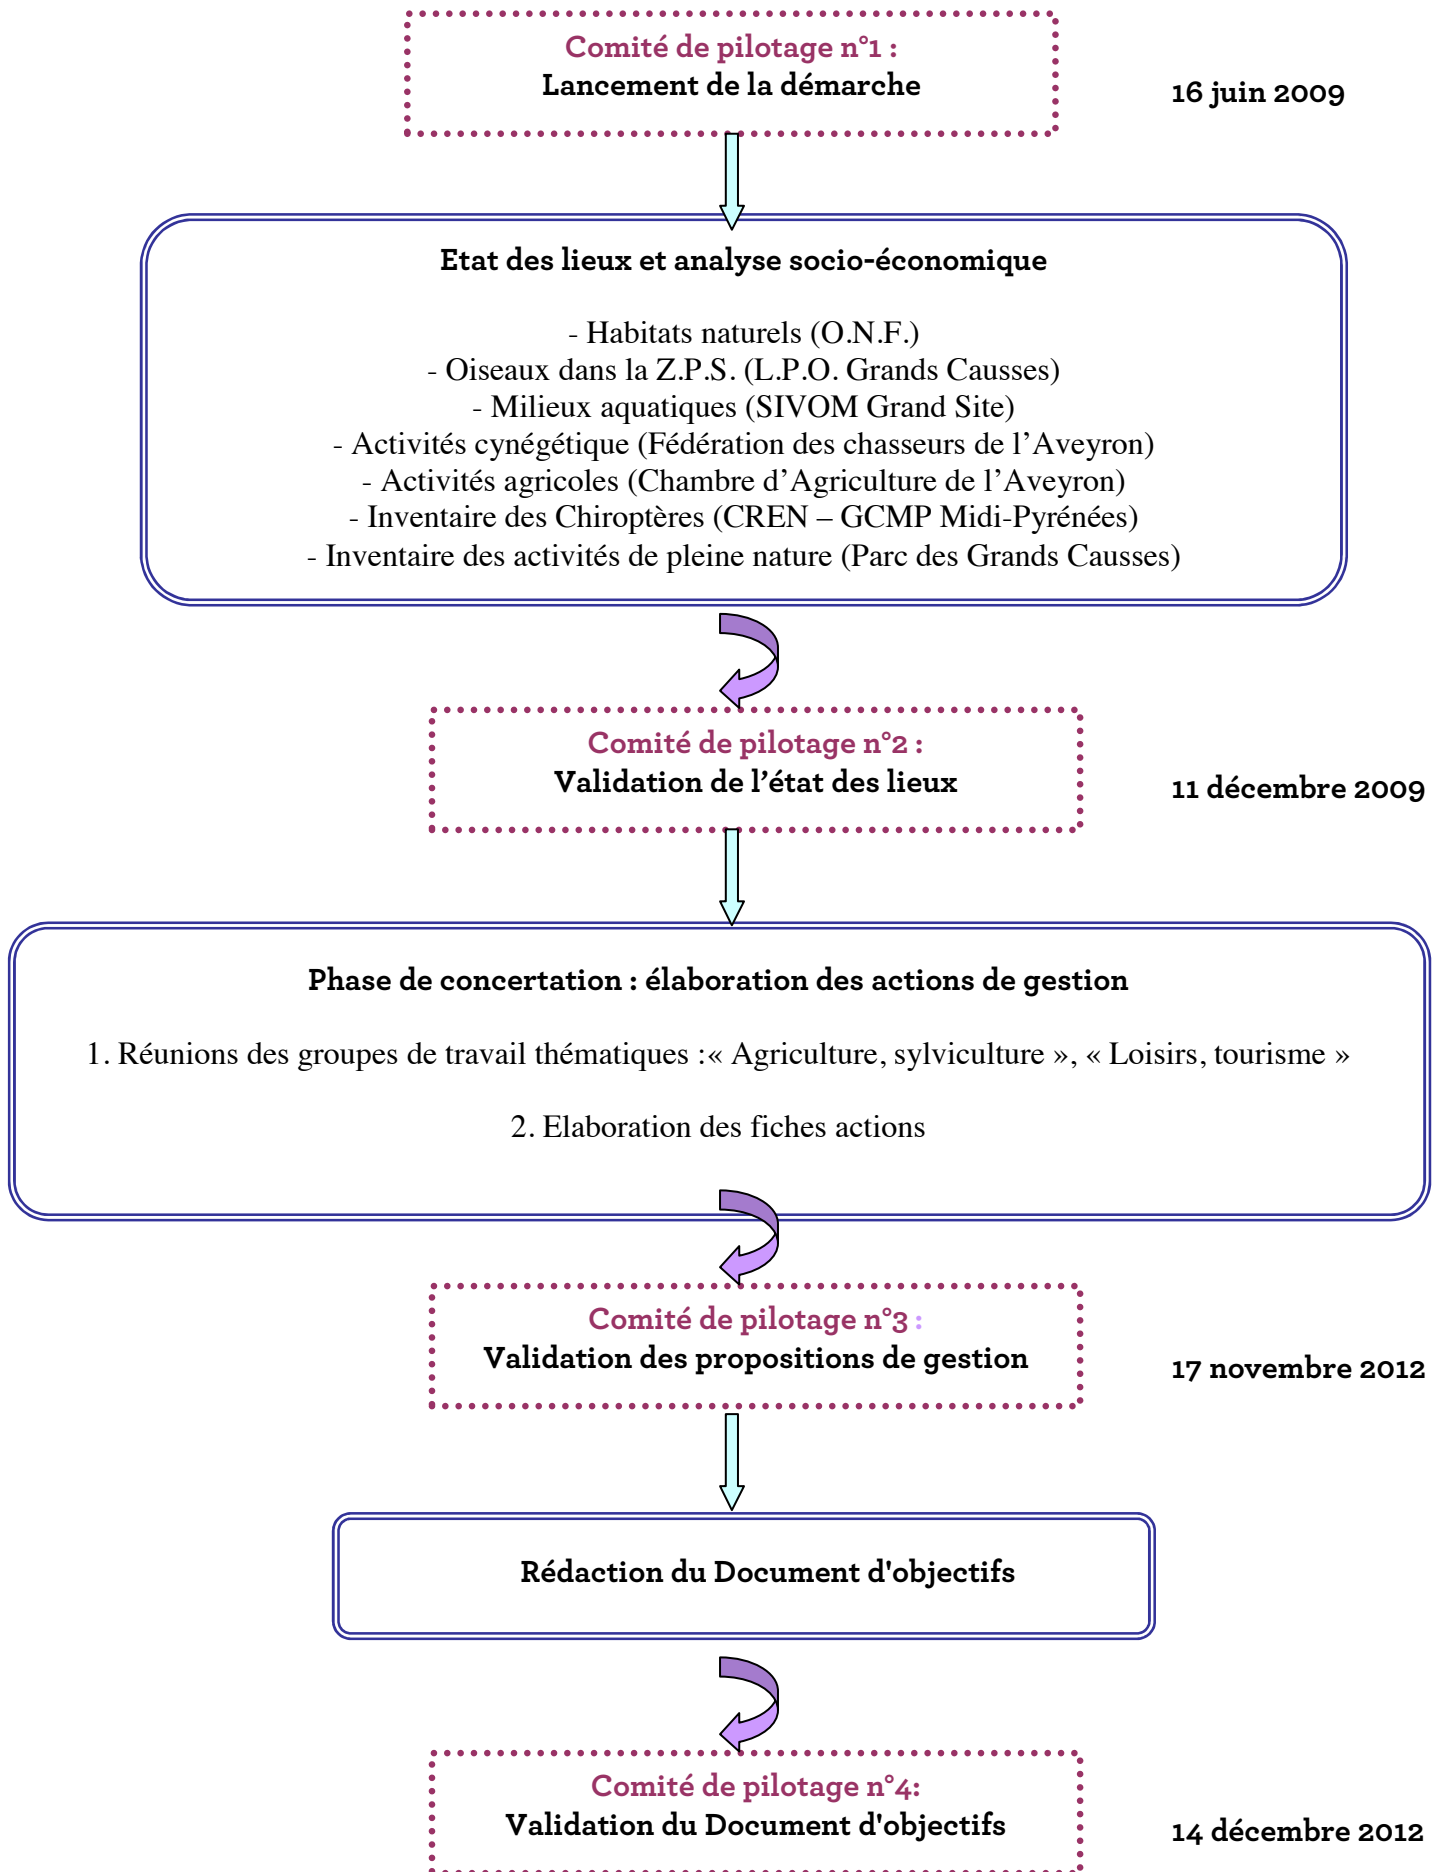 Comité de pilotage n°1 :
Lancement de la démarche
16 juin 2009
Etat des lieux et analyse socio-économique
- Habitats naturels (O.N.F.)
- Oiseaux dans la Z.P.S. (L.P.O. Grands Causses)
- Milieux aquatiques (SIVOM Grand Site)
- Activités cynégétique (Fédération des chasseurs de l’Aveyron)
- Activités agricoles (Chambre d’Agriculture de l’Aveyron)
- Inventaire des Chiroptères (CREN – GCMP Midi-Pyrénées)
- Inventaire des activités de pleine nature (Parc des Grands Causses)
Comité de pilotage n°2 :
Validation de l’état des lieux
11 décembre 2009
Phase de concertation : élaboration des actions de gestion
1. Réunions des groupes de travail thématiques :« Agriculture, sylviculture », « Loisirs, tourisme »
2. Elaboration des fiches actions
Comité de pilotage n°3 :
Validation des propositions de gestion
17 novembre 2012
Rédaction du Document d'objectifs
Comité de pilotage n°4:
Validation du Document d'objectifs
14 décembre 2012